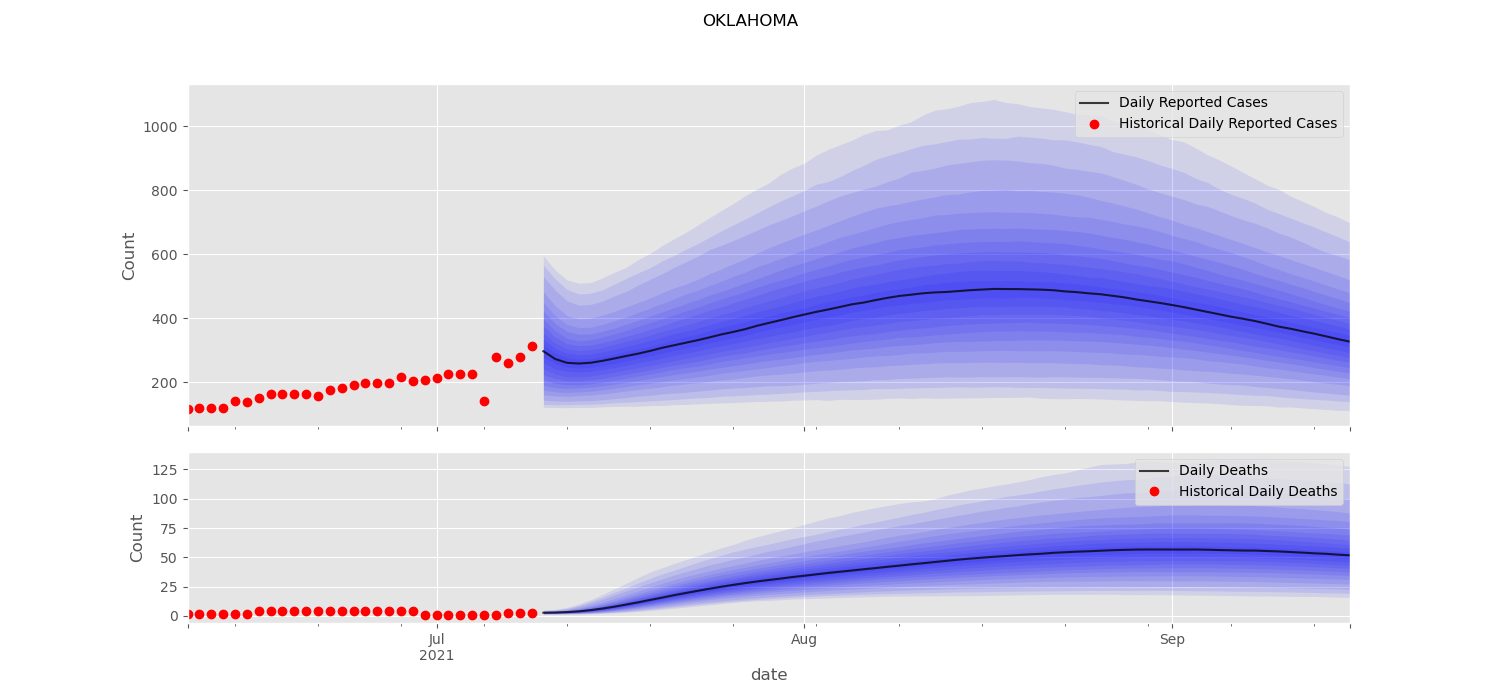 OKLAHOMA
Daily Reported Cases
Historical Daily Reported Cases
1000
800
600
400
200
Count
Daily Deaths
Historical Daily Deaths
125
100
75
50
25
0
Count
Jul
2021
Aug
Sep
date